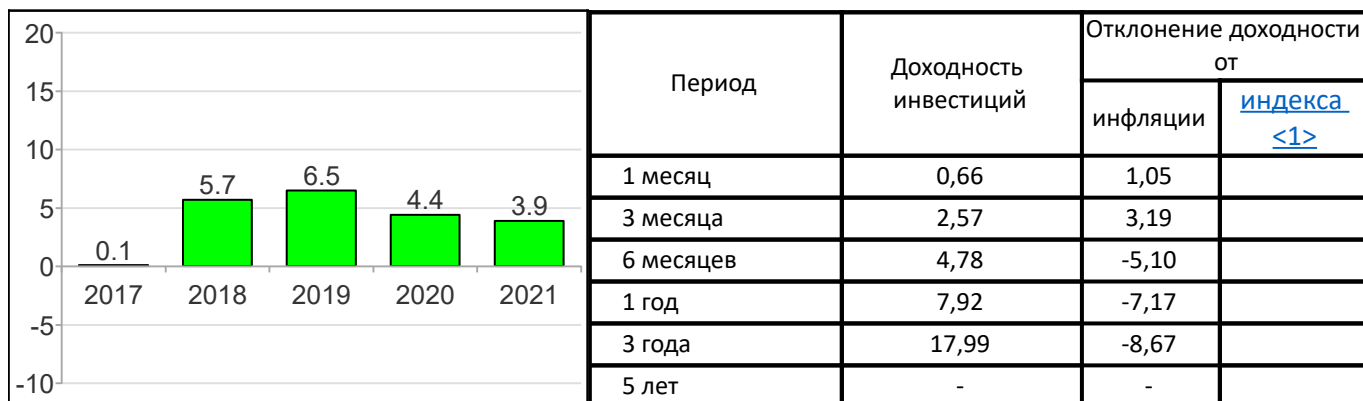 20
15
10
5
0
-5
-10
0.1
5.7
6.5
4.4
3.9
2017 2018 2019 2020 2021
Период
Доходность
инвестиций
Отклонение доходности
от
инфляции
индекса
<1>
1 месяц 0,66 1,05
3 месяца 2,57 3,19
6 месяцев 4,78 -5,10
1 год 7,92 -7,17
3 года 17,99 -8,67
5 лет - -